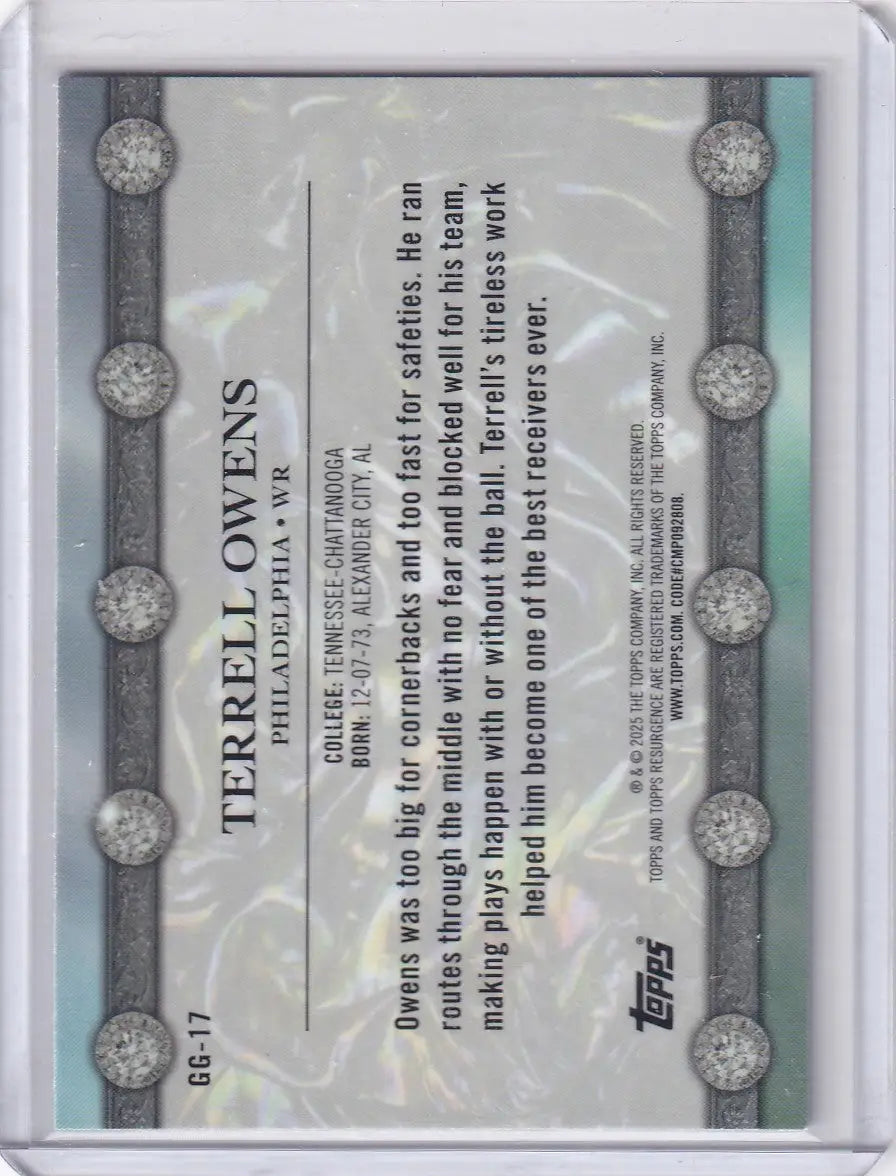 GG-17
TERRELL OWENS
PHILADELPHIA • WR
COLLEGE: TENNESSEE-CHATTANOOGA
BORN: 12-07-73, ALEXANDER CITY, AL
Owens was too big for cornerbacks and too fast for safeties. He ran
routes through the middle with no fear and blocked well for his team,
making plays happen with or without the ball. Terrell's tireless work
helped him become one of the best receivers ever.
® & © 2025 THE TOPPS COMPANY, INC. ALL RIGHTS RESERVED.
TOPPS AND TOPPS RESURGENCE ARE REGISTERED TRADEMARKS OF THE TOPPS COMPANY, INC.
WWW.TOPPS.COM. CODE#CMP092808.
topps®